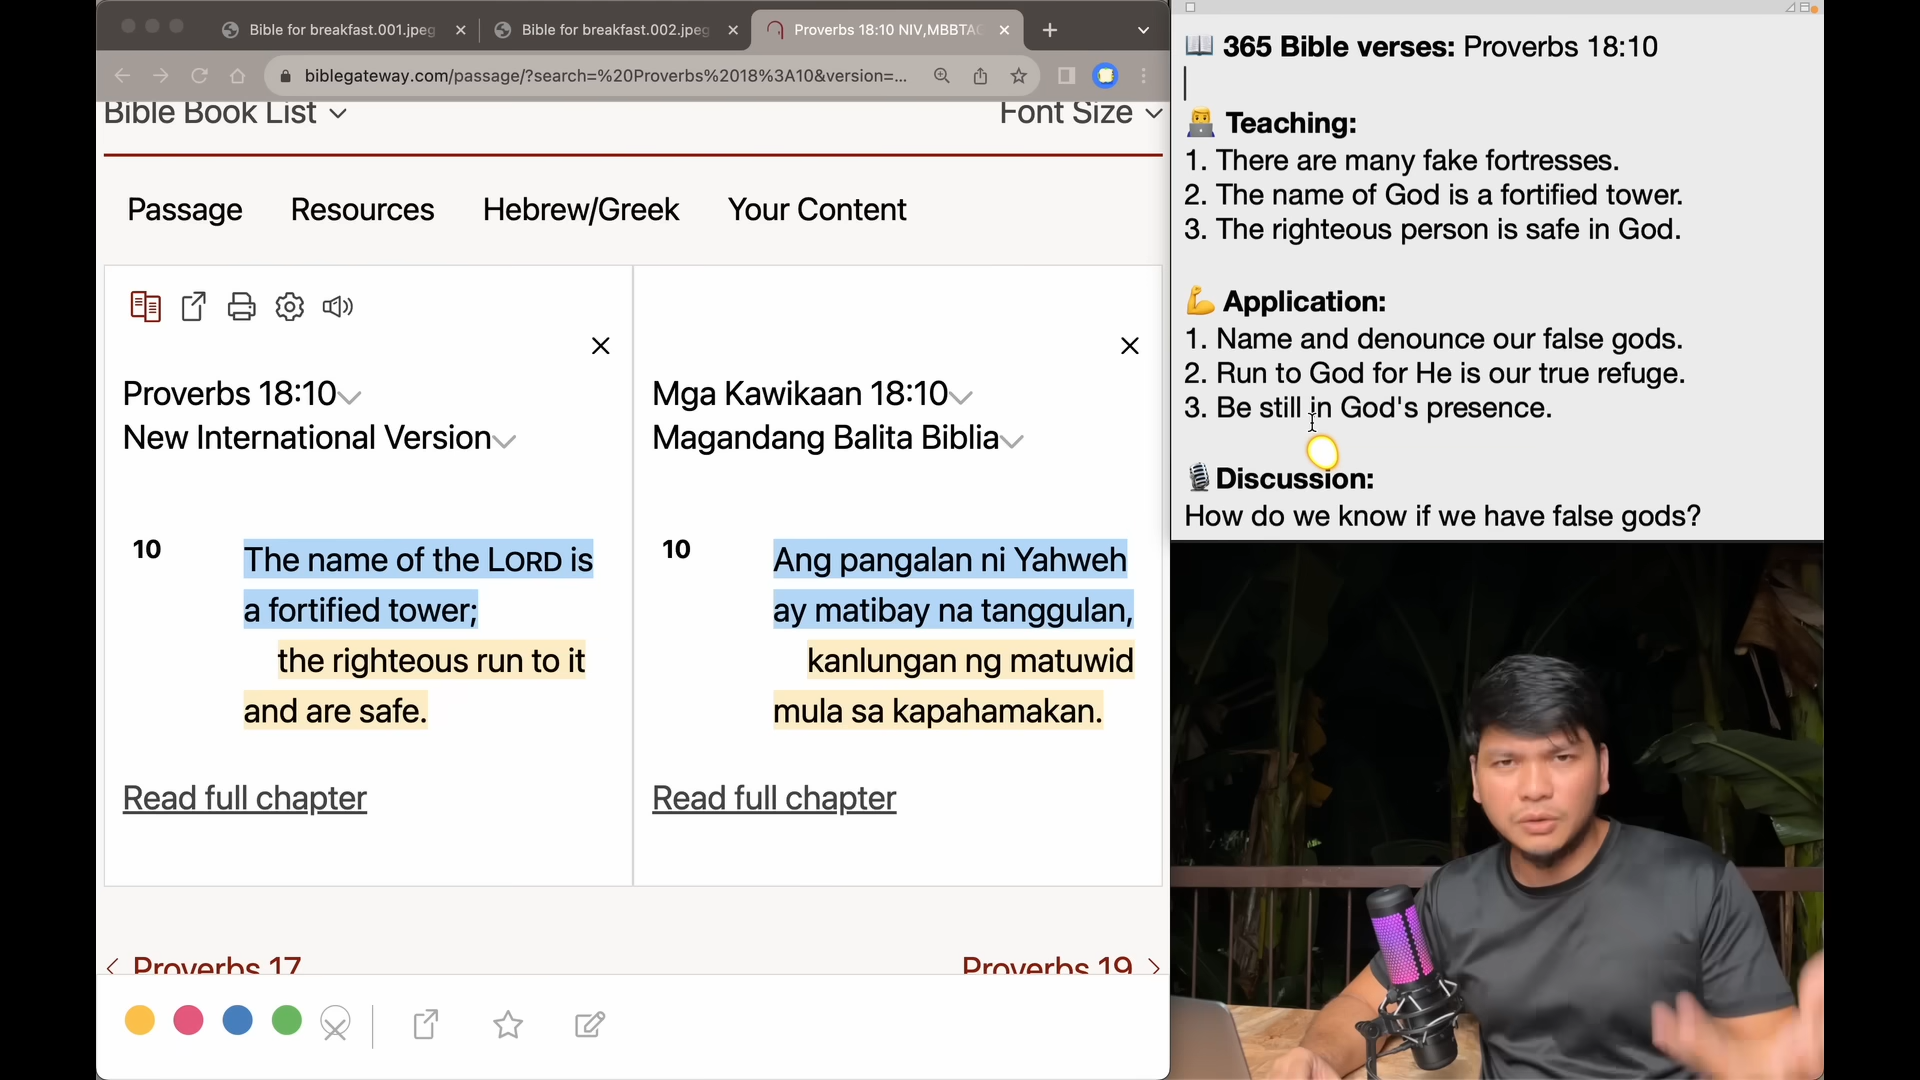 Bible for breakfast.001.jpeg
Bible for breakfast.002.jpeg
Proverbs 18:10 NIV,MBBTAG
biblegateway.com/passage/?search=%20Proverbs%2018%3A10&version=...
Bible Book List
Font Size
Passage
Resources
Hebrew/Greek
Your Content
Proverbs 18:10
New International Version
10
The name of the LORD is
a fortified tower;
the righteous run to it
and are safe.
Read full chapter
Mga Kawikaan 18:10
Magandang Balita Biblia
10
Ang pangalan ni Yahweh
ay matibay na tanggulan,
kanlungan ng matuwid
mula sa kapahamakan.
Read full chapter
Proverbs 17
Proverbs 19
📖 365 Bible verses: Proverbs 18:10
👨‍💻 Teaching:
1. There are many fake fortresses.
2. The name of God is a fortified tower.
3. The righteous person is safe in God.
💪 Application:
1. Name and denounce our false gods.
2. Run to God for He is our true refuge.
3. Be still in God's presence.
🎙️Discussion:
How do we know if we have false gods?